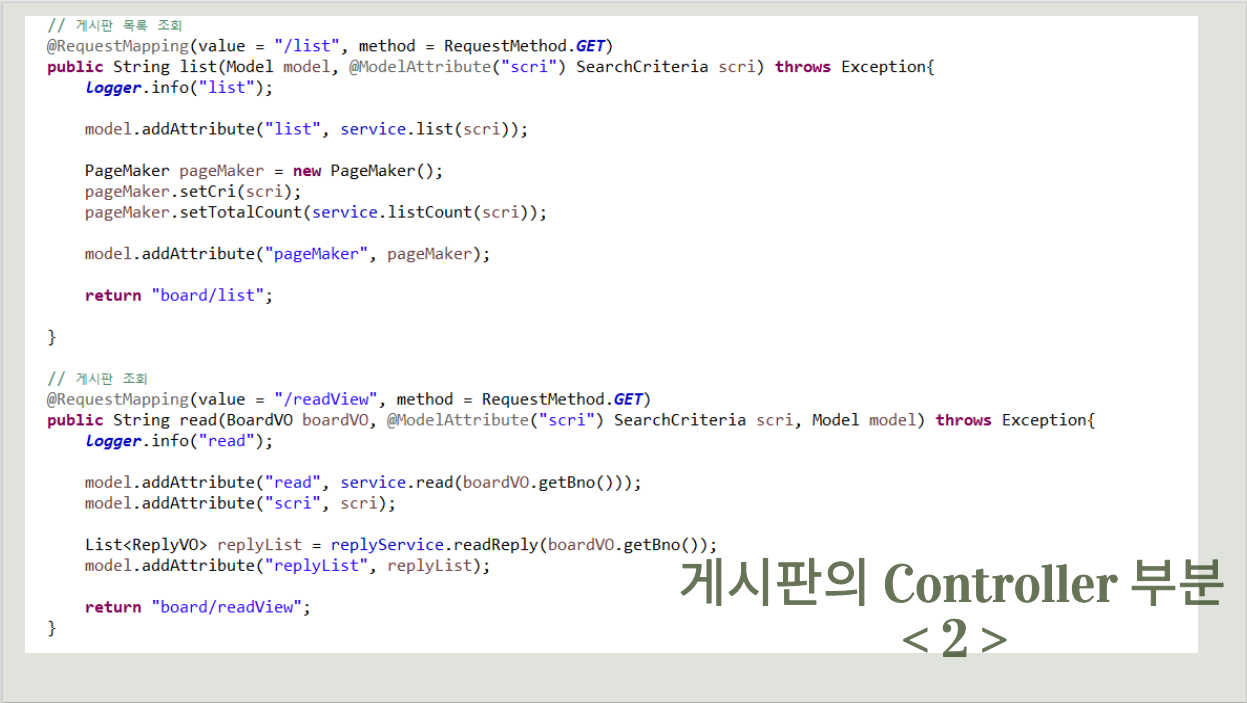 // 게시판 목록 조회
@RequestMapping(value = "/list", method = RequestMethod.GET)
public String list(Model model, @ModelAttribute("scri") SearchCriteria scri) throws Exception{
logger.info("list");
model.addAttribute("list", service.list(scri));
PageMaker pageMaker = new PageMaker();
pageMaker.setCri(scri);
pageMaker.setTotalCount(service.listCount(scri));
model.addAttribute("pageMaker", pageMaker);
return "board/list";
}
// 게시판 조회
@RequestMapping(value = "/readView", method = RequestMethod.GET)
public String read(BoardVO boardVO, @ModelAttribute("scri") SearchCriteria scri, Model model) throws Exception{
logger.info("read");
model.addAttribute("read", service.read(boardVO.getBno()));
model.addAttribute("scri", scri);
List<ReplyVO> replyList = replyService.readReply(boardVO.getBno());
model.addAttribute("replyList", replyList);
return "board/readView";
}
게시판의 Controller 부분
< 2 >